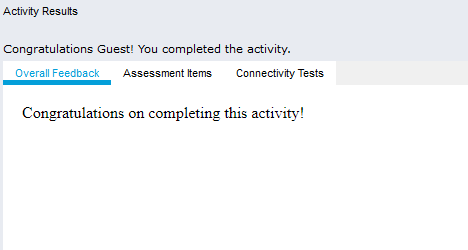 Activity Results
Congratulations Guest! You completed the activity.
Overall Feedback Assessment Items Connectivity Tests
Congratulations on completing this activity!